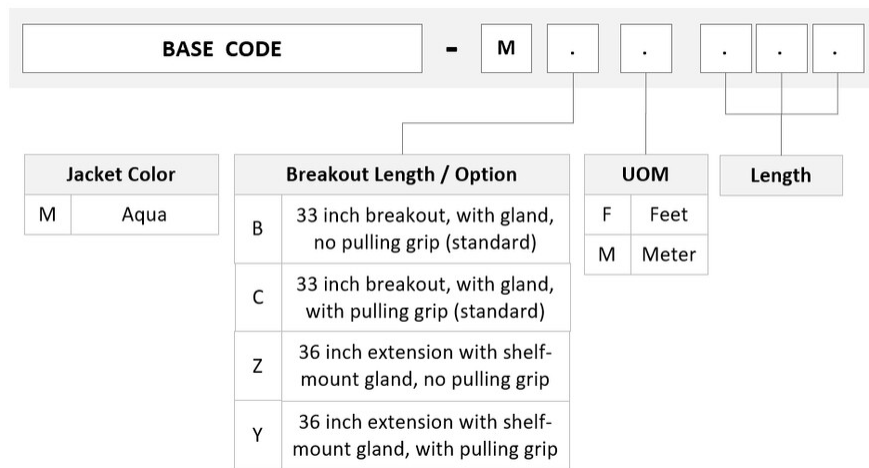 BASE CODE - M . . . . .
Jacket Color
M Aqua
Breakout Length / Option
B 33 inch breakout, with gland,
no pulling grip (standard)
C 33 inch breakout, with gland,
with pulling grip (standard)
Z 36 inch extension with shelf-
mount gland, no pulling grip
Y 36 inch extension with shelf-
mount gland, with pulling grip
UOM
F Feet
M Meter
Length